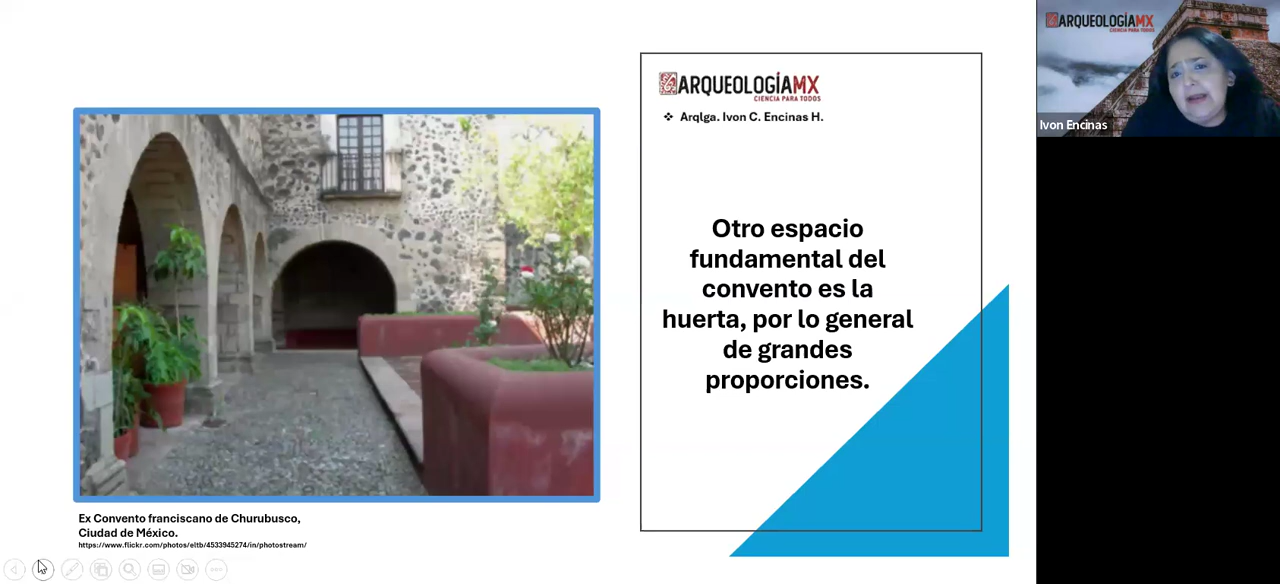 ARQUEOLOGÍAMX
CIENCIA PARA TODOS
❖ Arqlga. Ivon C. Encinas H.
Otro espacio
fundamental del
convento es la
huerta, por lo general
de grandes
proporciones.
Ex Convento franciscano de Churubusco,
Ciudad de México.
https://www.flickr.com/photos/eltb/4533945274/in/photostream/
ARQUEOLOGÍAMX
CIENCIA PARA TODOS
Ivon Encinas